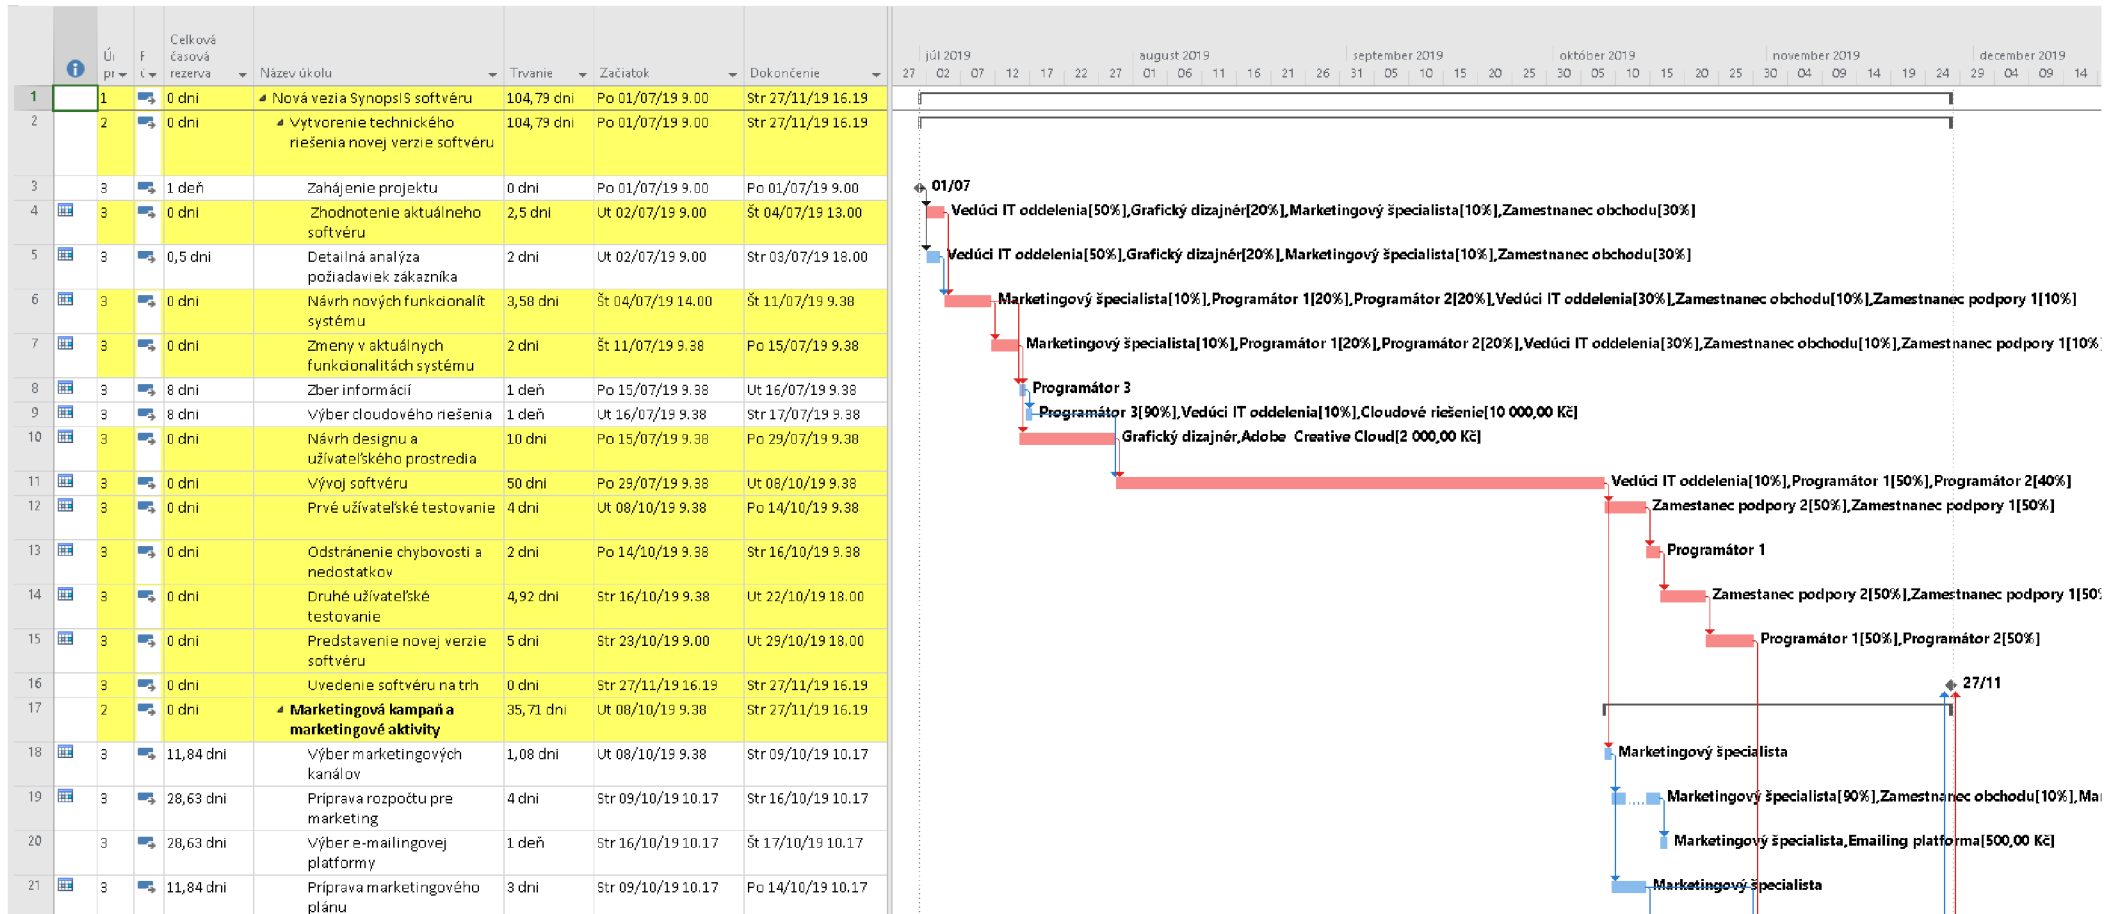 Celková
Úı F časová júl 2019 august 2019 september 2019 október 2019 november 2019 december 2019
pr ť rezerva Název úkolu Trvanie Začiatok Dokončenie 27 02 07 12 17 22 27 01 06 11 16 21 26 31 05 10 15 20 25 30 05 10 15 20 25 30 04 09 14 19 24 29 04 09 14
1 1 0 dni Nová vezia SynopsIS softvéru 104,79 dni Po 01/07/19 9.00 Str 27/11/19 16.19
2 2 0 dni Vytvorenie technického 104,79 dni Po 01/07/19 9.00 Str 27/11/19 16.19
riešenia novej verzie softvéru
3 3 1 deň Zahájenie projektu 0 dni Po 01/07/19 9.00 Po 01/07/19 9.00 01/07
4 3 0 dni Zhodnotenie aktuálneho 2,5 dni Ut 02/07/19 9.00 Št 04/07/19 13.00 Vedúci IT oddelenia[50%],Grafický dizajnér[20%],Marketingový špecialista[10%],Zamestnanec obchodu[30%]
softvéru
5 3 0,5 dni Detailná analýza 2 dni Ut 02/07/19 9.00 Str 03/07/19 18.00 Vedúci IT oddelenia[50%],Grafický dizajnér[20%],Marketingový špecialista[10%],Zamestnanec obchodu[30%]
požiadaviek zákazníka
6 3 0 dni Návrh nových funkcionalít 3,58 dni Št 04/07/19 14.00 Št 11/07/19 9.38 Marketingový špecialista[10%],Programátor 1[20%],Programátor 2[20%],Vedúci IT oddelenia[30%],Zamestnanec obchodu[10%],Zamestnanec podpory 1[10%]
systému
7 3 0 dni Zmeny v aktuálnych 2 dni Št 11/07/19 9.38 Po 15/07/19 9.38 Marketingový špecialista[10%],Programátor 1[20%],Programátor 2[20%],Vedúci IT oddelenia[30%],Zamestnanec obchodu[10%],Zamestnanec podpory 1[10%
funkcionalitách systému
8 3 8 dni Zber informácií 1 deň Po 15/07/19 9.38 Ut 16/07/19 9.38 Programátor 3
9 3 8 dni Výber cloudového riešenia 1 deň Ut 16/07/19 9.38 Str 17/07/19 9.38 Programátor 3[90%],Vedúci IT oddelenia[10%],Cloudové riešenie[10 000,00 Kč]
10 3 0 dni Návrh designu a 10 dni Po 15/07/19 9.38 Po 29/07/19 9.38 Grafický dizajnér,Adobe Creative Cloud[2 000,00 Kč]
užívateľského prostredia
11 3 0 dni Vývoj softvéru 50 dni Po 29/07/19 9.38 Ut 08/10/19 9.38 Vedúci IT oddelenia[10%],Programátor 1[50%],Programátor 2[40%]
12 3 0 dni Prvé užívateľské testovanie 4 dni Ut 08/10/19 9.38 Po 14/10/19 9.38 Zamestanec podpory 2[50%],Zamestnanec podpory 1[50%]
13 3 0 dni Odstránenie chybovosti a 2 dni Po 14/10/19 9.38 Str 16/10/19 9.38 Programátor 1
nedostatkov
14 3 0 dni Druhé užívateľské 4,92 dni Str 16/10/19 9.38 Ut 22/10/19 18.00 Zamestanec podpory 2[50%],Zamestnanec podpory 1[50%
testovanie
15 3 0 dni Predstavenie novej verzie 5 dni Str 23/10/19 9.00 Ut 29/10/19 18.00 Programátor 1[50%],Programátor 2[50%]
softvéru
16 3 0 dni Uvedenie softvéru na trh 0 dni Str 27/11/19 16.19 Str 27/11/19 16.19 27/11
17 2 0 dni Marketingová kampaň a 35,71 dni Ut 08/10/19 9.38 Str 27/11/19 16.19
marketingové aktivity
18 3 11,84 dni Výber marketingových 1,08 dni Ut 08/10/19 9.38 Str 09/10/19 10.17 Marketingový špecialista
kanálov
19 3 28,63 dni Príprava rozpočtu pre 4 dni Str 09/10/19 10.17 Str 16/10/19 10.17 Marketingový špecialista[90%],Zamestnanec obchodu[10%],Mar
marketing
20 3 28,63 dni Výber e-mailingovej 1 deň Str 16/10/19 10.17 Št 17/10/19 10.17 Marketingový špecialista,Emailing platforma[500,00 Kč]
platformy
21 3 11,84 dni Príprava marketingového 3 dni Str 09/10/19 10.17 Po 14/10/19 10.17 Marketingový špecialista
plánu